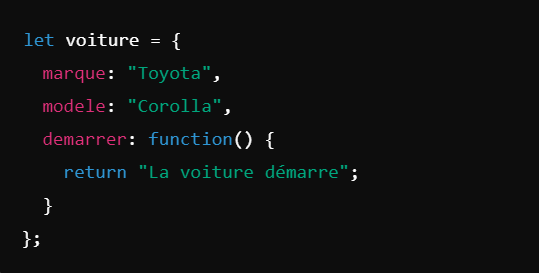 let voiture = {
  marque: "Toyota",
  modele: "Corolla",
  demarrer: function() {
    return "La voiture démarre";
  }
};